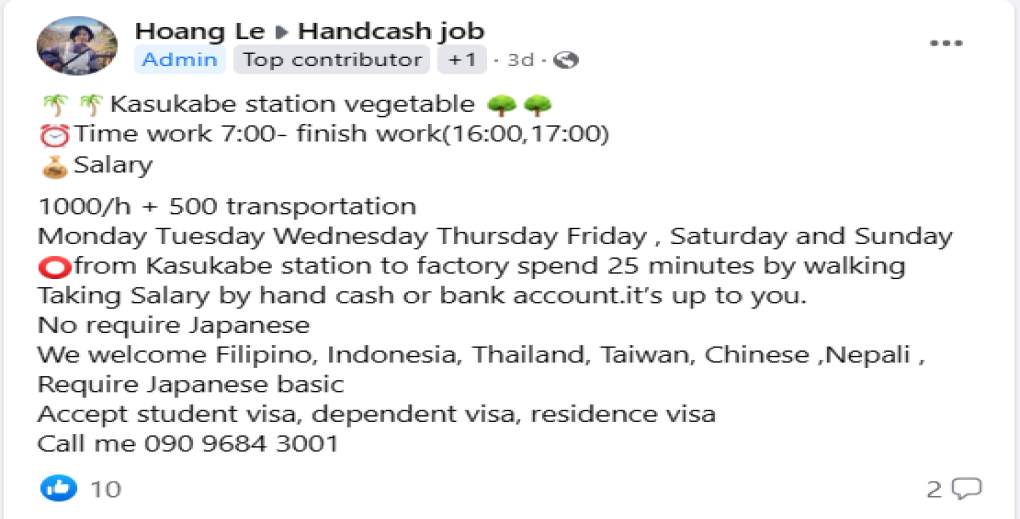 Hoang Le ▸ Handcash job
Admin Top contributor +1 · 3d ·
🌴 🌴Kasukabe station vegetable 🌳🌳
⏰Time work 7:00- finish work(16:00,17:00)
💰Salary
1000/h + 500 transportation
Monday Tuesday Wednesday Thursday Friday , Saturday and Sunday
⭕from Kasukabe station to factory spend 25 minutes by walking
Taking Salary by hand cash or bank account.it’s up to you.
No require Japanese
We welcome Filipino, Indonesia, Thailand, Taiwan, Chinese ,Nepali ,
Require Japanese basic
Accept student visa, dependent visa, residence visa
Call me 090 9684 3001
10
2